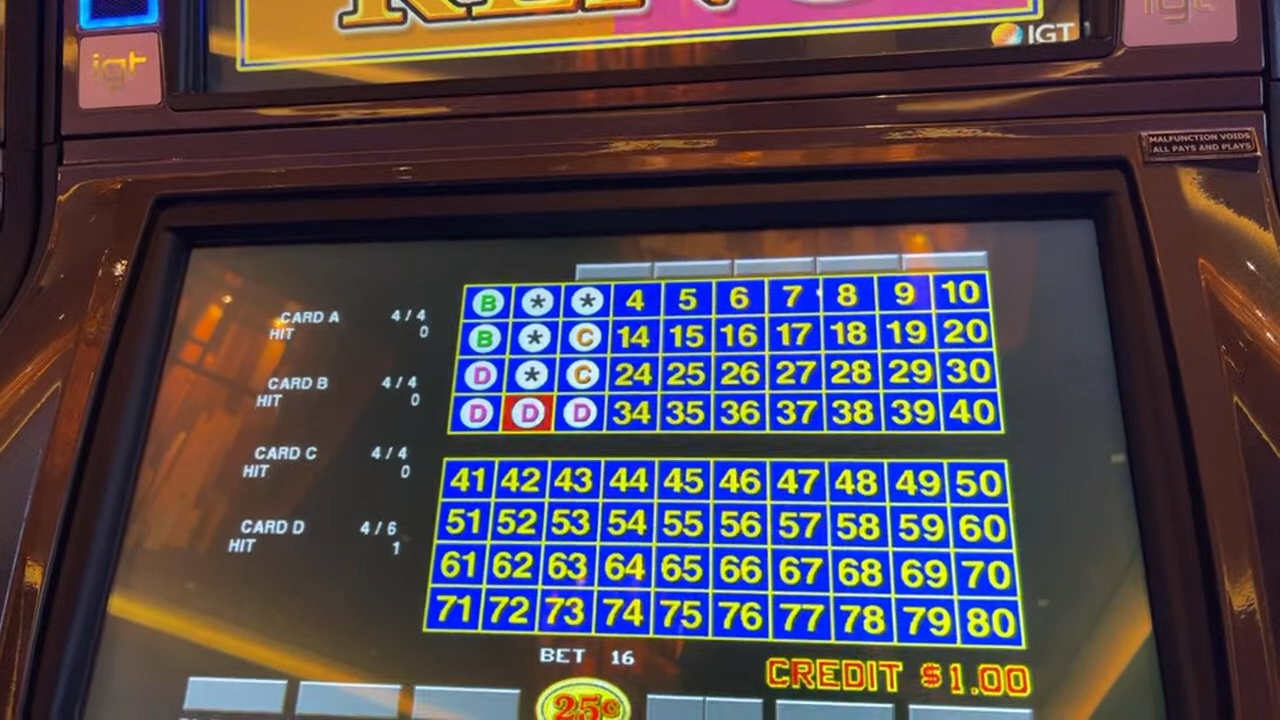 KENO
IGT
igt
igt
MALFUNCTION VOIDS
ALL PAYS AND PLAYS
CARD A 4/4
HIT 0
CARD B 4/4
HIT 0
CARD C 4/4
HIT 0
CARD D 4/6
HIT 1
B * * 4 5 6 7 8 9 10
B * C 14 15 16 17 18 19 20
D * C 24 25 26 27 28 29 30
D D D 34 35 36 37 38 39 40
41 42 43 44 45 46 47 48 49 50
51 52 53 54 55 56 57 58 59 60
61 62 63 64 65 66 67 68 69 70
71 72 73 74 75 76 77 78 79 80
BET 16
CREDIT $1.00
25¢